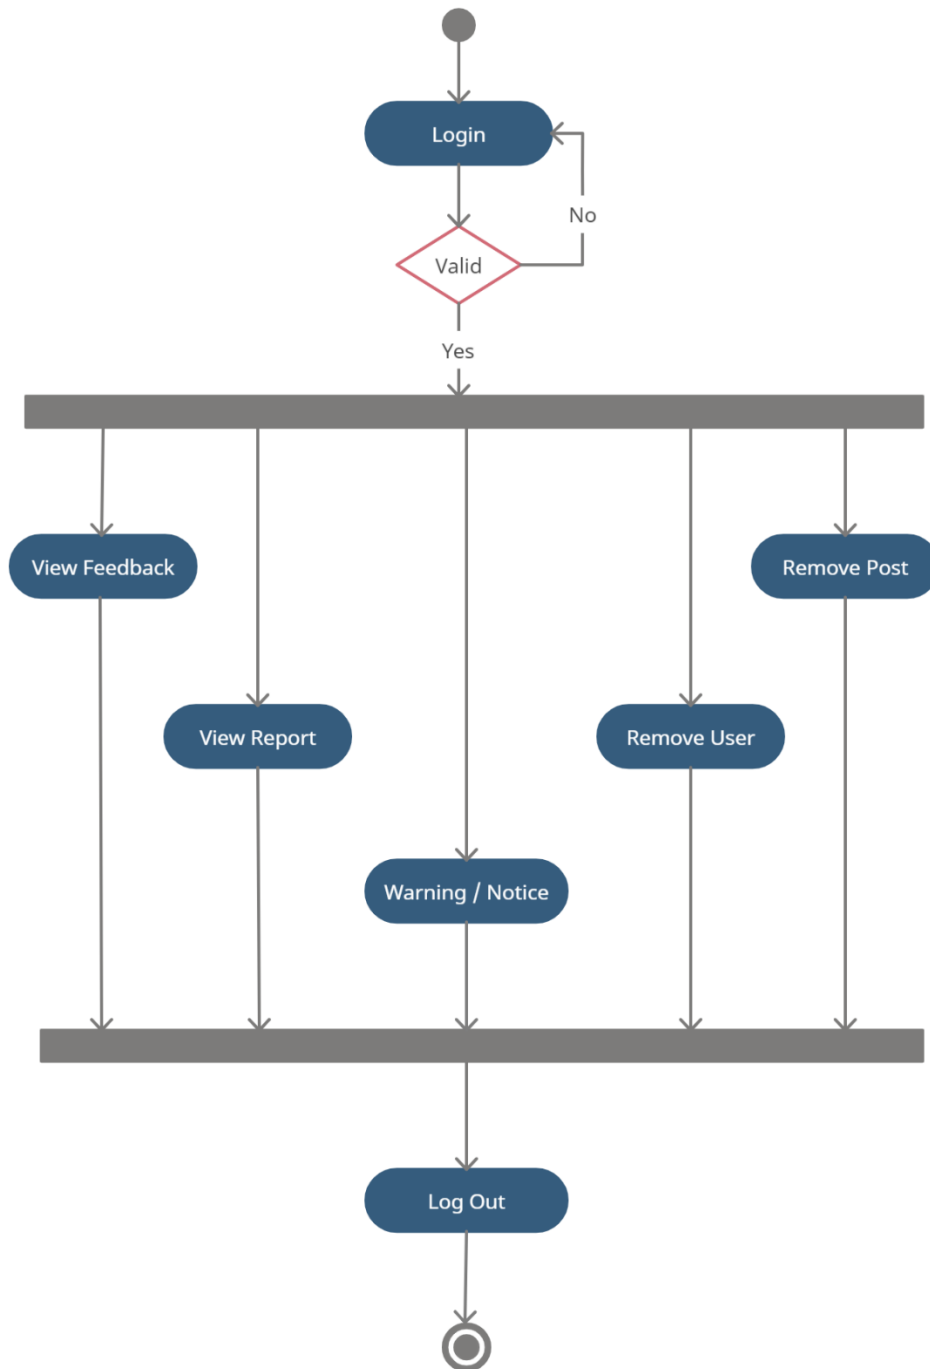 Login
No
Valid
Yes
View Feedback
Remove Post
View Report
Remove User
Warning / Notice
Log Out